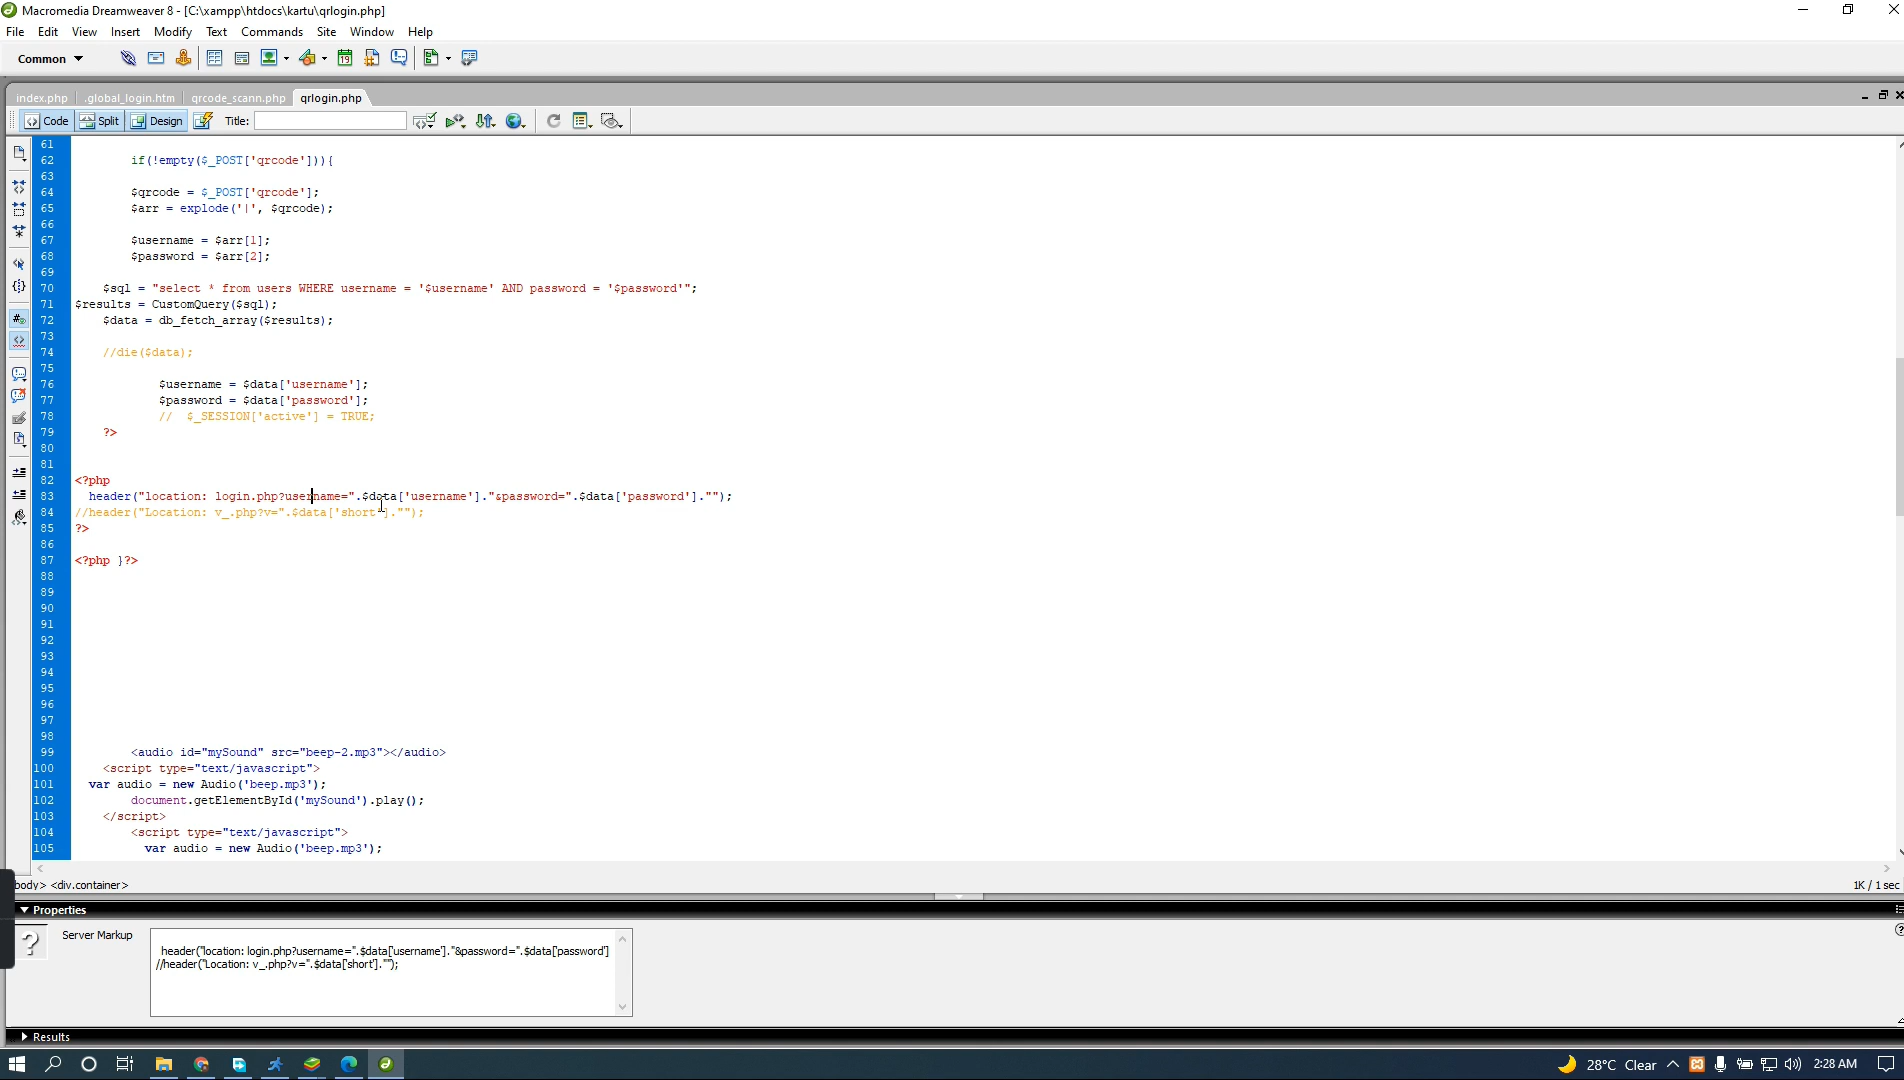 Macromedia Dreamweaver 8 - [C:\xampp\htdocs\kartu\qrlogin.php]
File Edit View Insert Modify Text Commands Site Window Help
Common
index.php .global_login.htm qrcode_scann.php qrlogin.php
Code Split Design Title:
61
62 if(!empty($_POST['qrcode'])){
63
64 $qrcode = $_POST['qrcode'];
65 $arr = explode('|', $qrcode);
66
67 $username = $arr[1];
68 $password = $arr[2];
69
70 $sql = "select * from users WHERE username = '$username' AND password = '$password'";
71 $results = CustomQuery($sql);
72 $data = db_fetch_array($results);
73
74 //die($data);
75
76 $username = $data['username'];
77 $password = $data['password'];
78 // $_SESSION['active'] = TRUE;
79 ?>
80
81
82 <?php
83 header("location: login.php?username=".$data['username']."&password=".$data['password']."");
84 //header("Location: v_.php?v=".$data['short']."");
85 ?>
86
87 <?php }?>
88
89
90
91
92
93
94
95
96
97
98
99 <audio id="mySound" src="beep-2.mp3"></audio>
100 <script type="text/javascript">
101 var audio = new Audio('beep.mp3');
102 document.getElementById('mySound').play();
103 </script>
104 <script type="text/javascript">
105 var audio = new Audio('beep.mp3');
body> <div.container> 1K / 1 sec
Properties
Server Markup
header("location: login.php?username=".$data['username']."&password=".$data['password']
//header("Location: v_.php?v=".$data['short']."");
Results
28°C Clear 2:28 AM